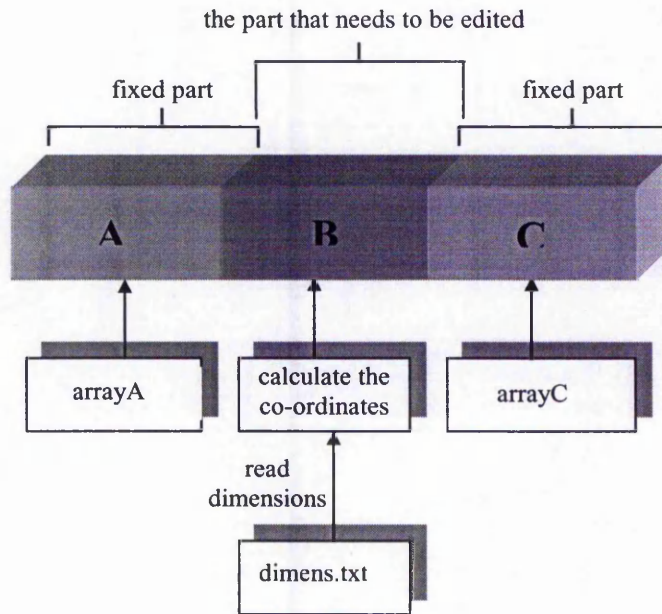 the part that needs to be edited
fixed part
fixed part
A
B
C
arrayA
calculate the
co-ordinates
arrayC
read
dimensions
dimens.txt